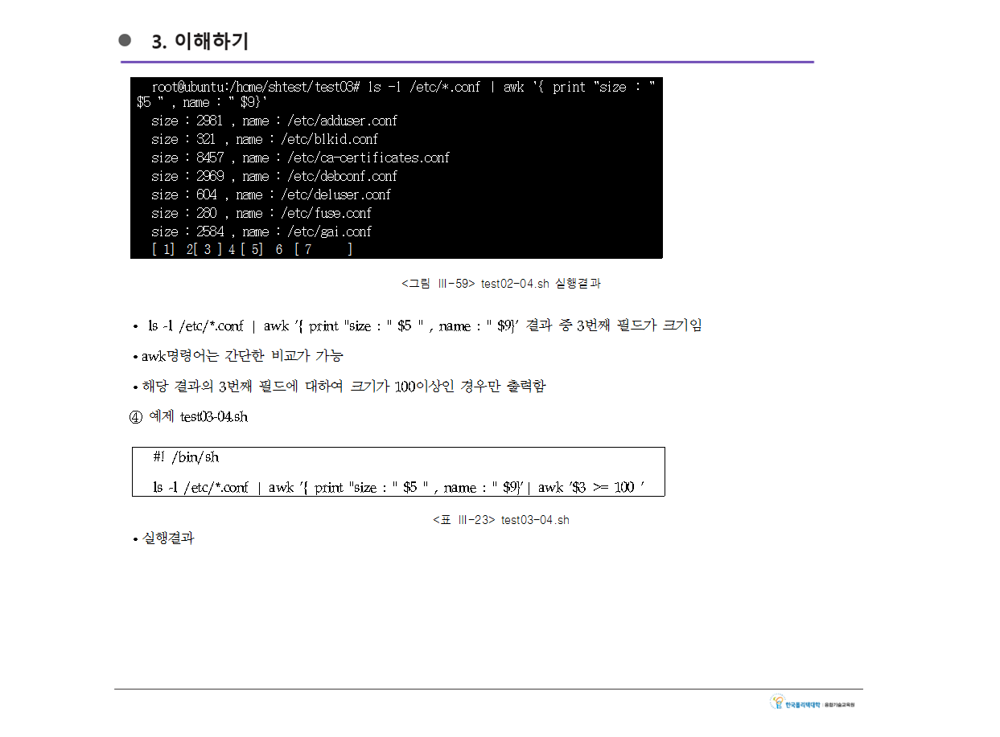 ● 3. 이해하기
root@ubuntu:/home/shtest/test03# ls -l /etc/*.conf | awk '{ print "size : "
$5 " , name : " $9}'
size : 2981 , name : /etc/adduser.conf
size : 321 , name : /etc/blkid.conf
size : 8457 , name : /etc/ca-certificates.conf
size : 2969 , name : /etc/debconf.conf
size : 604 , name : /etc/deluser.conf
size : 280 , name : /etc/fuse.conf
size : 2584 , name : /etc/gai.conf
[ 1] 2[ 3 ] 4 [ 5] 6 [ 7 ]
<그림 Ⅲ-59> test02-04.sh 실행결과
• ls -l /etc/*.conf | awk '{ print "size : " $5 " , name : " $9}' 결과 중 3번째 필드가 크기임
• awk명령어는 간단한 비교가 가능
• 해당 결과의 3번째 필드에 대하여 크기가 100이상인 경우만 출력함
④ 예제 test03-04.sh
#! /bin/sh
ls -l /etc/*.conf | awk '{ print "size : " $5 " , name : " $9}' | awk '$3 >= 100 '
<표 Ⅲ-23> test03-04.sh
• 실행결과
한국폴리텍대학 | 융합기술교육원